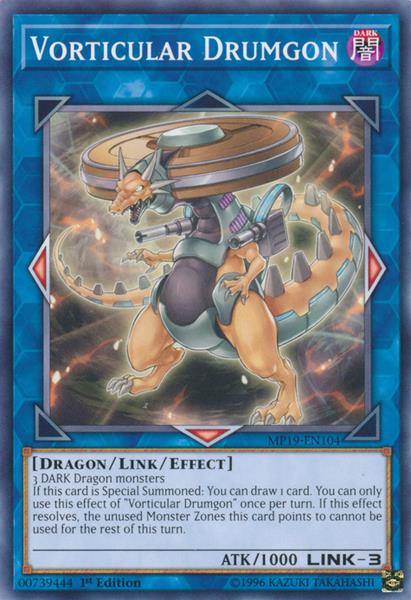 VORTICULAR DRUMGON
DARK
闇
MP19-EN104
[DRAGON/LINK/EFFECT]
3 DARK Dragon monsters
If this card is Special Summoned: You can draw 1 card. You can only
use this effect of "Vorticular Drumgon" once per turn. If this effect
resolves, the unused Monster Zones this card points to cannot be
used for the rest of this turn.
ATK/1000 LINK-3
00739444 1st Edition ©1996 KAZUKI TAKAHASHI